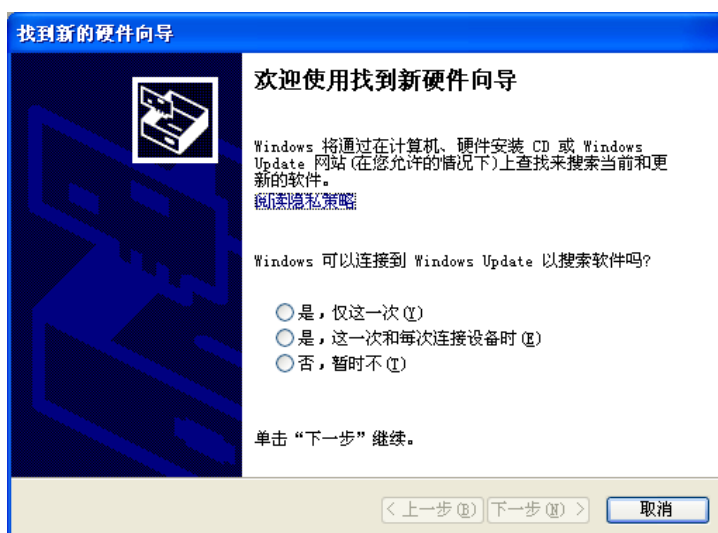 找到新的硬件向导
欢迎使用找到新硬件向导
Windows 将通过在计算机、硬件安装 CD 或 Windows
Update 网站(在您允许的情况下)上查找来搜索当前和更
新的软件。
阅读隐私策略
Windows 可以连接到 Windows Update 以搜索软件吗?
是，仅这一次(Y)
是，这一次和每次连接设备时(E)
否，暂时不(T)
单击“下一步”继续。
< 上一步(B) 下一步(N) > 取消